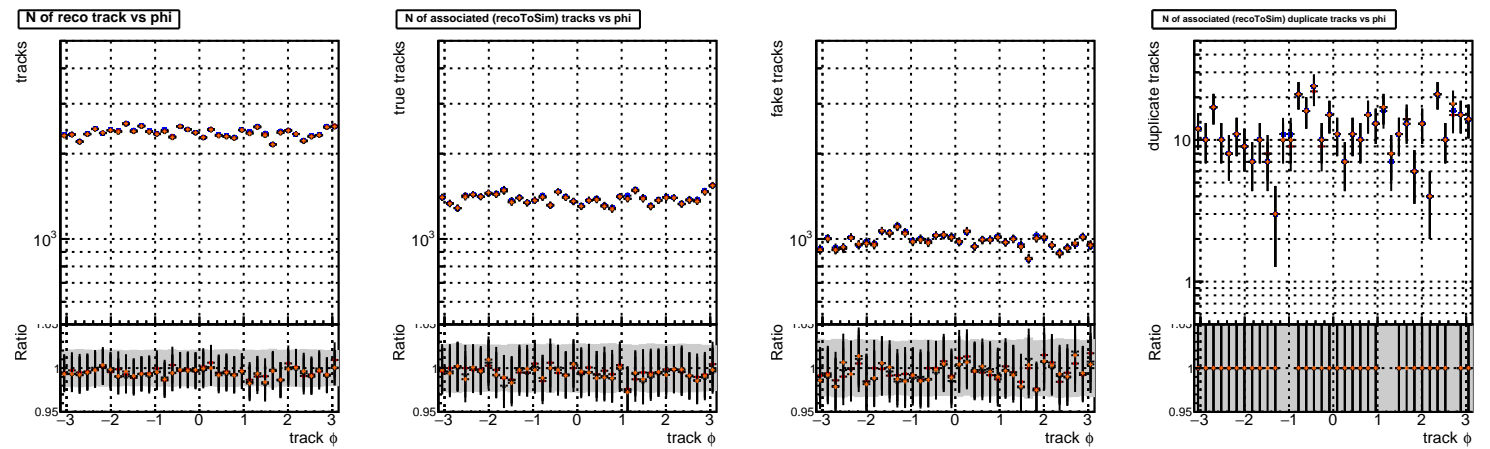 N of reco track vs phi
tracks
10³
Ratio
1
0.95
−3 −2 −1 0 1 2 3
track ϕ
N of associated (recoToSim) tracks vs phi
true tracks
10³
Ratio
1
0.95
−3 −2 −1 0 1 2 3
track ϕ
fake tracks
10³
Ratio
1
0.95
−3 −2 −1 0 1 2 3
track ϕ
N of associated (recoToSim) duplicate tracks vs phi
duplicate tracks
10
1
Ratio
1
0.95
−3 −2 −1 0 1 2 3
track ϕ